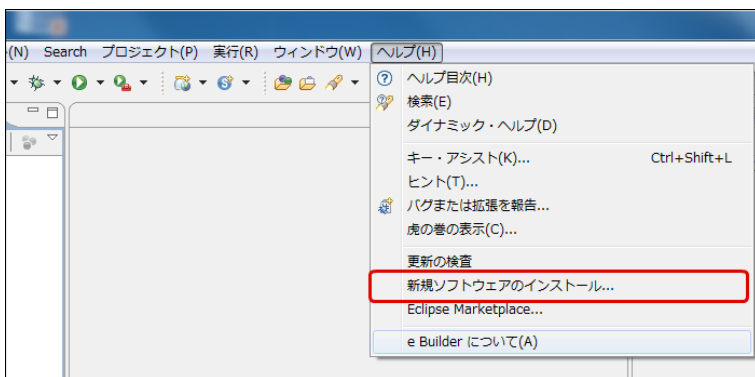 (N) Search プロジェクト(P) 実行(R) ウィンドウ(W) ヘルプ(H)
ヘルプ目次(H)
検索(E)
ダイナミック・ヘルプ(D)
キー・アシスト(K)... Ctrl+Shift+L
ヒント(T)...
バグまたは拡張を報告...
虎の巻の表示(C)...
更新の検査
新規ソフトウェアのインストール...
Eclipse Marketplace...
e Builder について(A)